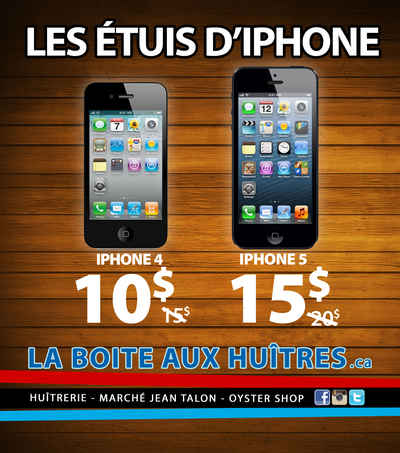 LES ÉTUIS D'IPHONE
IPHONE 4
IPHONE 5
10$ 15$
15$ 20$
LA BOITE AUX HUÎTRES.ca
HUÎTRERIE - MARCHÉ JEAN TALON - OYSTER SHOP